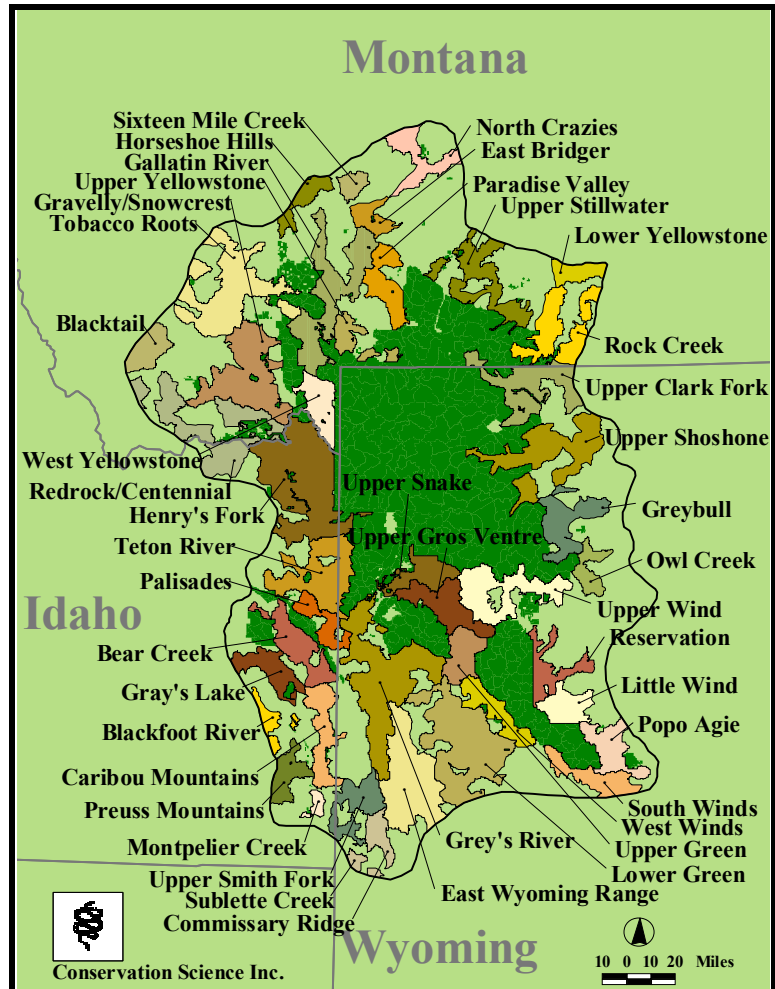 Montana
Sixteen Mile Creek
Horseshoe Hills
Gallatin River
Upper Yellowstone
Gravelly/Snowcrest
Tobacco Roots
North Crazies
East Bridger
Paradise Valley
Upper Stillwater
Lower Yellowstone
Blacktail
Rock Creek
Upper Clark Fork
Upper Shoshone
West Yellowstone
Redrock/Centennial
Henry's Fork
Upper Snake
Greybull
Upper Gros Ventre
Teton River
Owl Creek
Palisades
Idaho
Upper Wind
Reservation
Bear Creek
Gray's Lake
Little Wind
Blackfoot River
Popo Agie
Caribou Mountains
Preuss Mountains
South Winds
West Winds
Montpelier Creek
Grey's River
Upper Green
Lower Green
Upper Smith Fork
Sublette Creek
East Wyoming Range
Commissary Ridge
Wyoming
Conservation Science Inc.
10 0 10 20 Miles